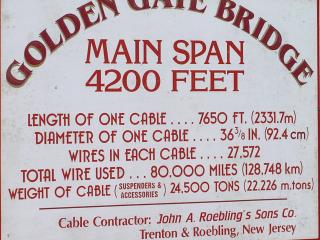 GOLDEN GATE BRIDGE
MAIN SPAN
4200 FEET
LENGTH OF ONE CABLE .... 7650 FT. (2331.7m)
DIAMETER OF ONE CABLE .... 36 3/8 IN. (92.4 cm)
WIRES IN EACH CABLE .... 27,572
TOTAL WIRE USED ... 80,000 MILES (128,748 km)
WEIGHT OF CABLE (SUSPENDERS & ACCESSORIES) 24,500 TONS (22,226 m.tons)
Cable Contractor: John A. Roebling's Sons Co.
Trenton & Roebling, New Jersey